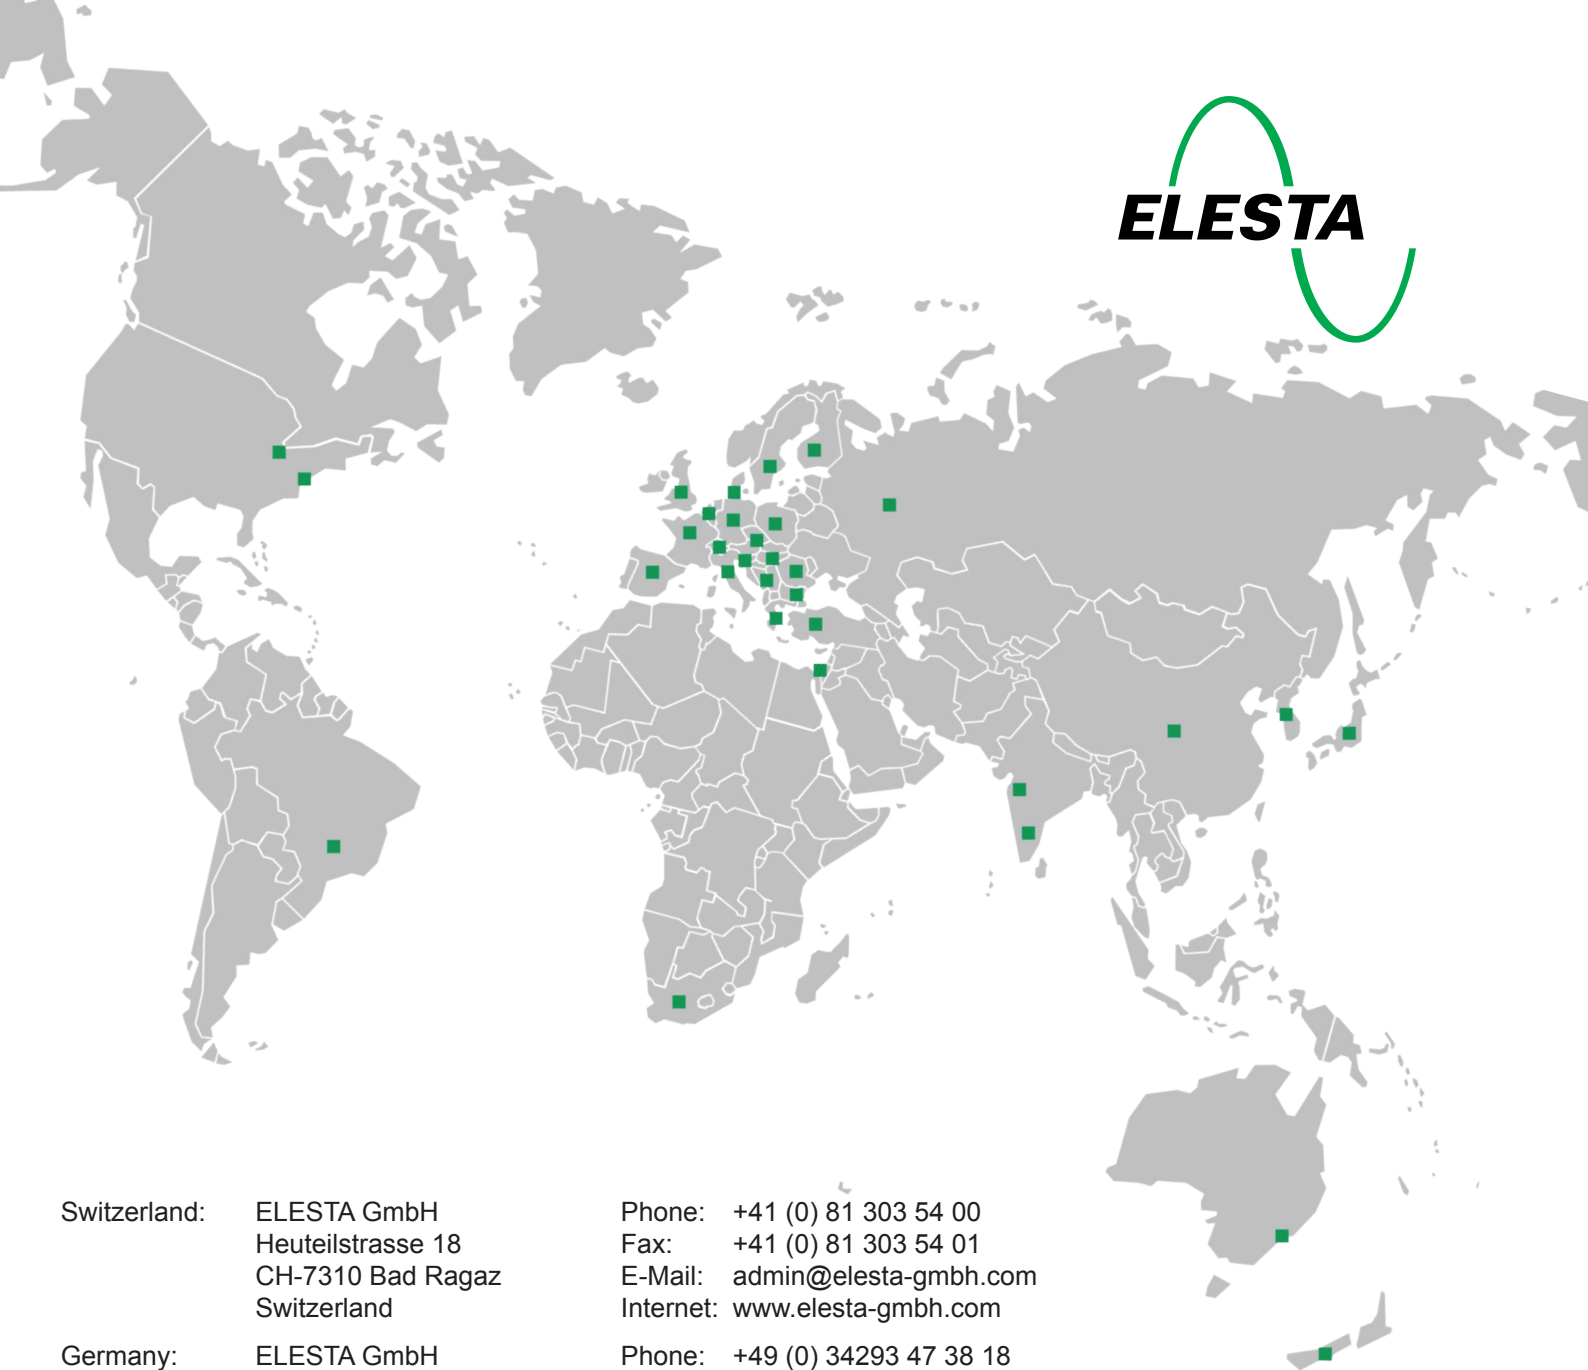 ELESTA
Switzerland: ELESTA GmbH Phone: +41 (0) 81 303 54 00
Heuteilstrasse 18 Fax: +41 (0) 81 303 54 01
CH-7310 Bad Ragaz E-Mail: admin@elesta-gmbh.com
Switzerland Internet: www.elesta-gmbh.com
Germany: ELESTA GmbH Phone: +49 (0) 34293 47 38 18